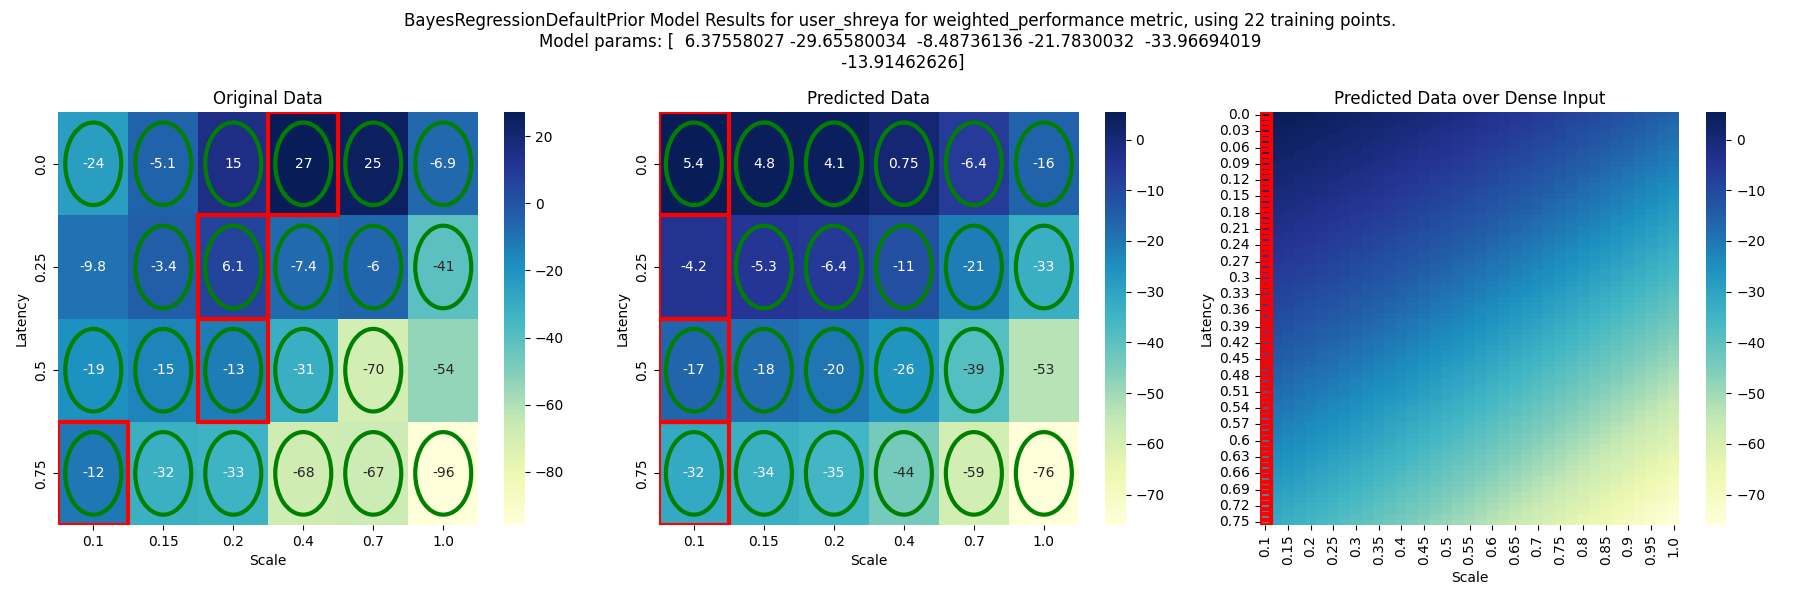 BayesRegressionDefaultPrior Model Results for user_shreya for weighted_performance metric, using 22 training points.
Model params: [  6.37558027 -29.65580034  -8.48736136 -21.7830032  -33.96694019
-13.91462626]
Original Data
Latency
0.0
0.25
0.5
0.75
-24 -5.1 15 27 25 -6.9
-9.8 -3.4 6.1 -7.4 -6 -41
-19 -15 -13 -31 -70 -54
-12 -32 -33 -68 -67 -96
0.1 0.15 0.2 0.4 0.7 1.0
Scale
20
0
−20
−40
−60
−80
Predicted Data
Latency
0.0
0.25
0.5
0.75
5.4 4.8 4.1 0.75 -6.4 -16
-4.2 -5.3 -6.4 -11 -21 -33
-17 -18 -20 -26 -39 -53
-32 -34 -35 -44 -59 -76
0.1 0.15 0.2 0.4 0.7 1.0
Scale
0
−10
−20
−30
−40
−50
−60
−70
Predicted Data over Dense Input
Latency
0.0
0.03
0.06
0.09
0.12
0.15
0.18
0.21
0.24
0.27
0.3
0.33
0.36
0.39
0.42
0.45
0.48
0.51
0.54
0.57
0.6
0.63
0.66
0.69
0.72
0.75
0.1 0.15 0.2 0.25 0.3 0.35 0.4 0.45 0.5 0.55 0.6 0.65 0.7 0.75 0.8 0.85 0.9 0.95 1.0
Scale
0
−10
−20
−30
−40
−50
−60
−70